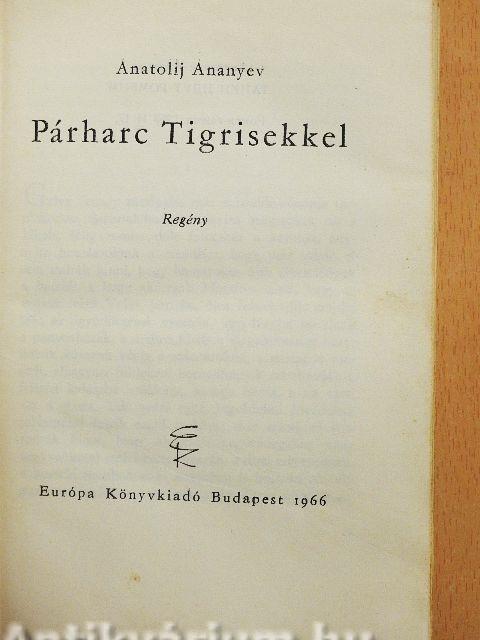 Anatolij Ananyev
Párharc Tigrisekkel
Regény
Európa Könyvkiadó Budapest 1966
Antikvárium.hu